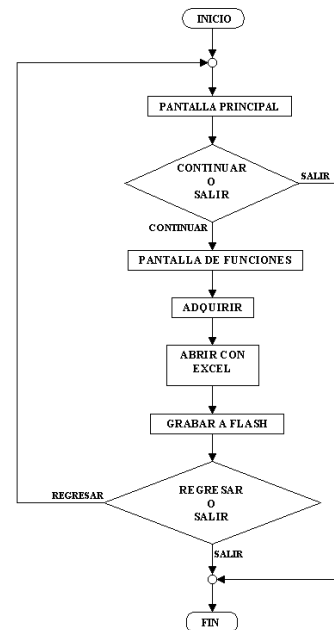 INICIO
PANTALLA PRINCIPAL
CONTINUAR
O
SALIR
SALIR
CONTINUAR
PANTALLA DE FUNCIONES
ADQUIRIR
ABRIR CON
EXCEL
GRABAR A FLASH
REGRESAR
O
SALIR
REGRESAR
SALIR
FIN